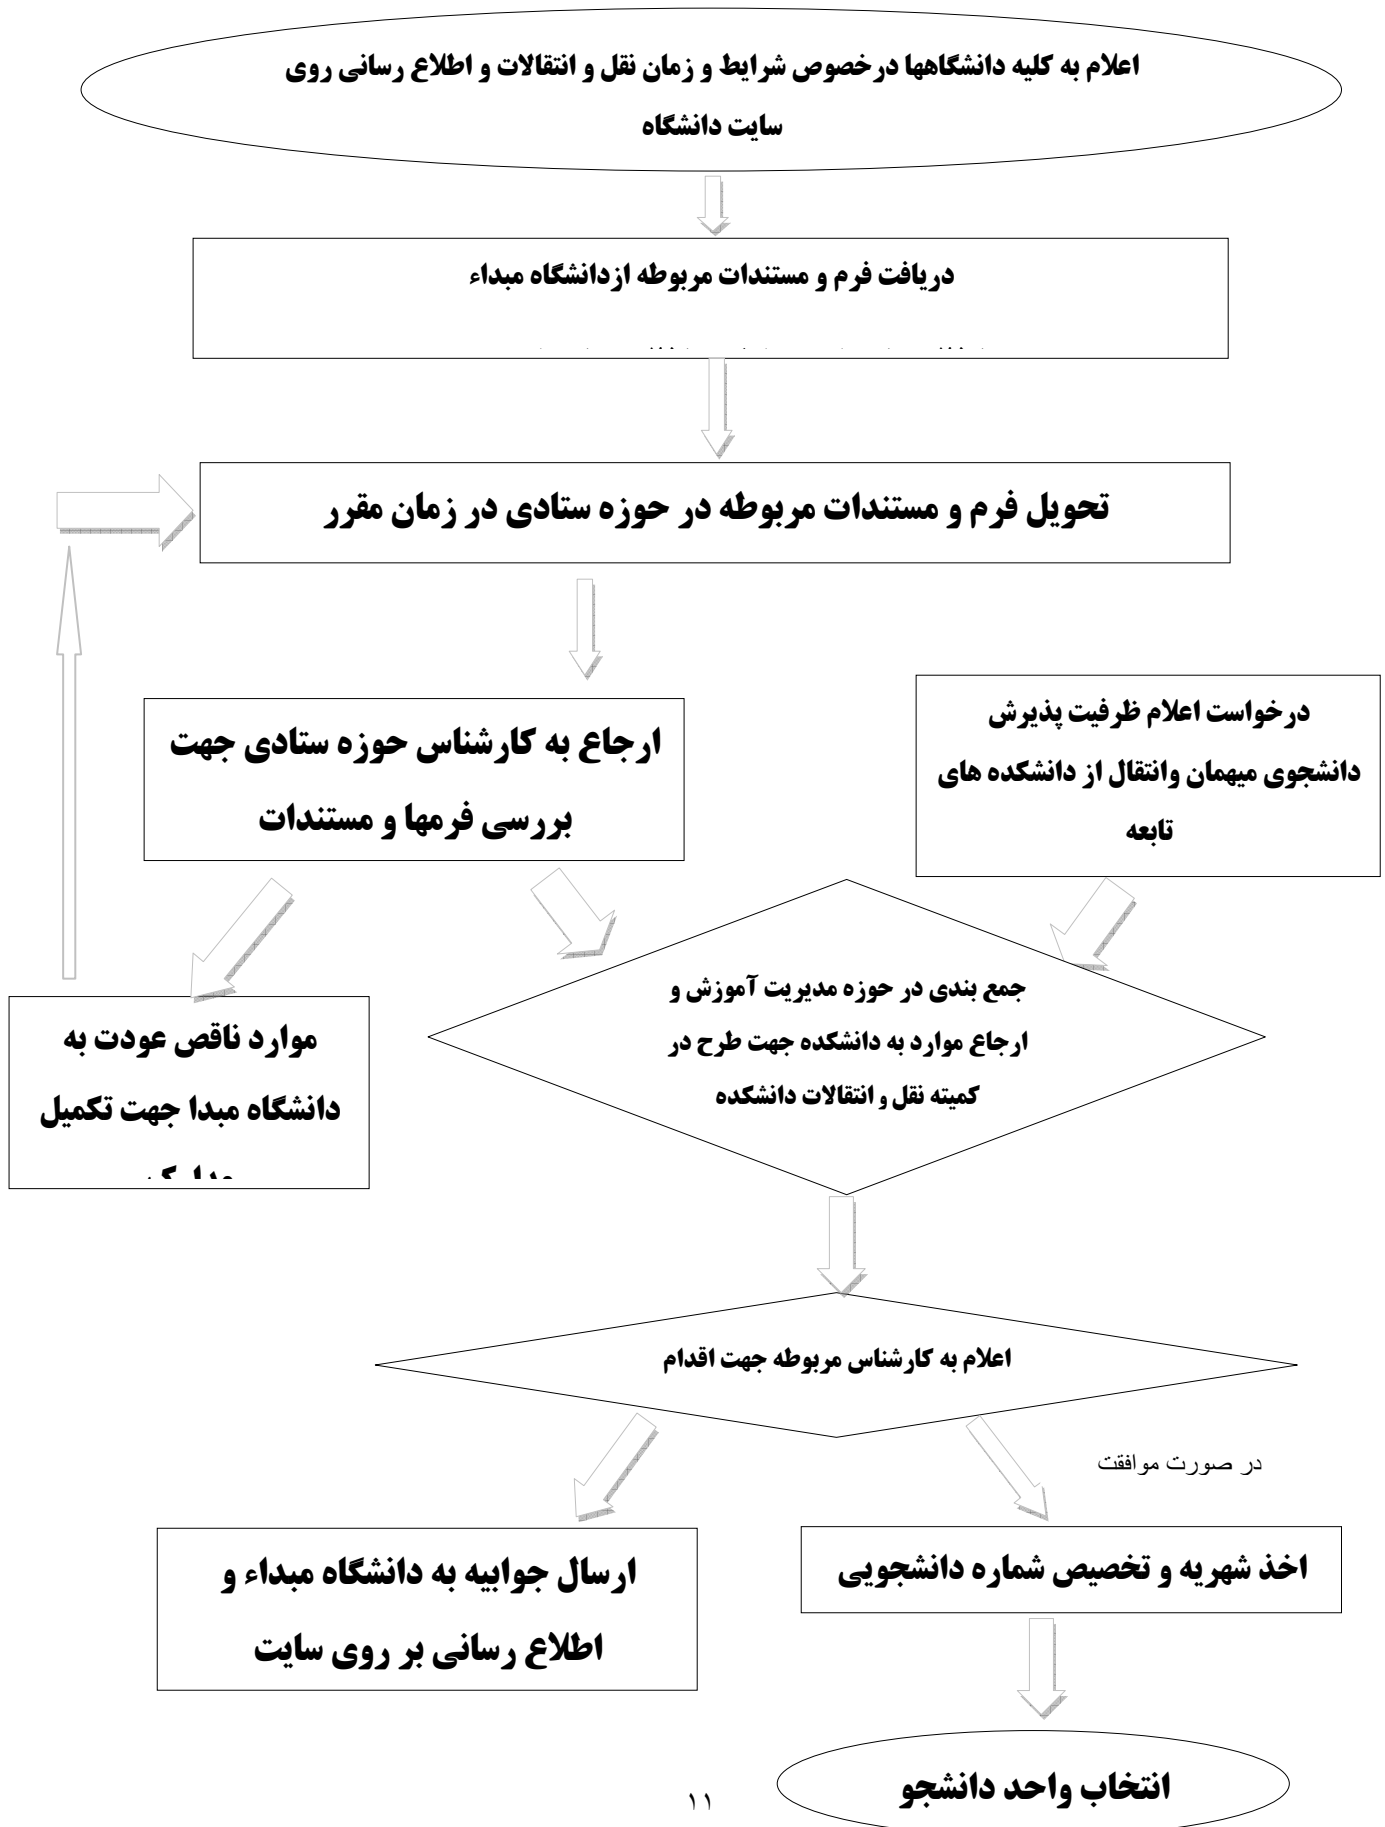 اعلام به کلیه دانشگاهها درخصوص شرایط و زمان نقل و انتقالات و اطلاع رسانی روی
سایت دانشگاه
دریافت فرم و مستندات مربوطه ازدانشگاه مبداء
تحویل فرم و مستندات مربوطه در حوزه ستادی در زمان مقرر
ارجاع به کارشناس حوزه ستادی جهت
بررسی فرمها و مستندات
درخواست اعلام ظرفیت پذیرش
دانشجوی میهمان وانتقال از دانشکده های
تابعه
جمع بندی در حوزه مدیریت آموزش و
ارجاع موارد به دانشکده جهت طرح در
کمیته نقل و انتقالات دانشکده
موارد ناقص عودت به
دانشگاه مبدا جهت تکمیل
اعلام به کارشناس مربوطه جهت اقدام
در صورت موافقت
اخذ شهریه و تخصیص شماره دانشجویی
ارسال جوابیه به دانشگاه مبداء و
اطلاع رسانی بر روی سایت
انتخاب واحد دانشجو
۱۱